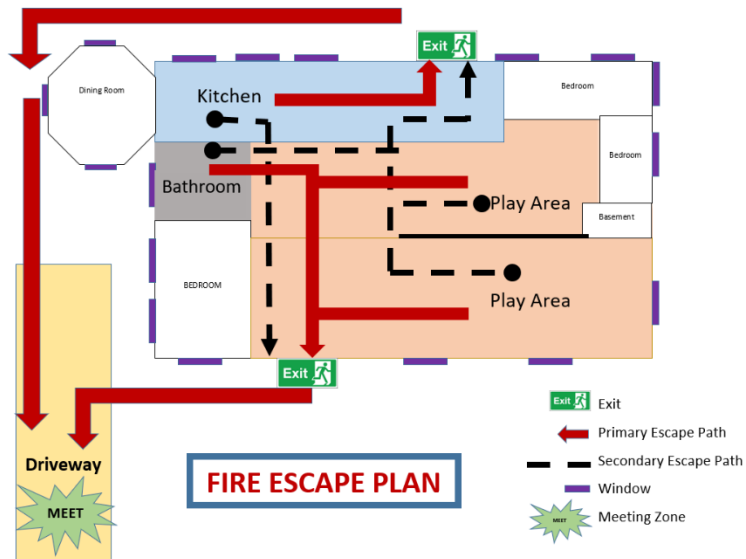 Exit
Dining Room
Kitchen
Bedroom
Bedroom
Bathroom
Play Area
Basement
BEDROOM
Play Area
Exit
Exit
Primary Escape Path
Driveway
Secondary Escape Path
FIRE ESCAPE PLAN
Window
MEET
MEET
Meeting Zone